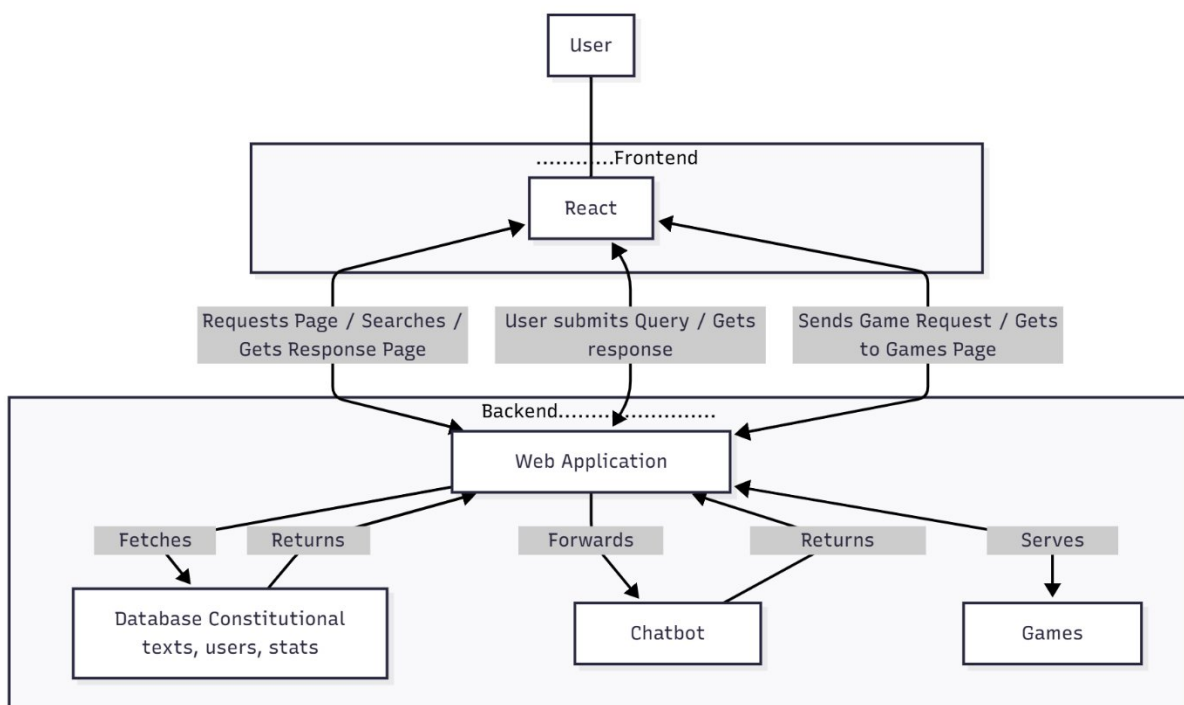 User
............Frontend
React
Requests Page / Searches /
Gets Response Page
User submits Query / Gets
response
Sends Game Request / Gets
to Games Page
Backend........................
Web Application
Fetches
Returns
Forwards
Returns
Serves
Database Constitutional
texts, users, stats
Chatbot
Games